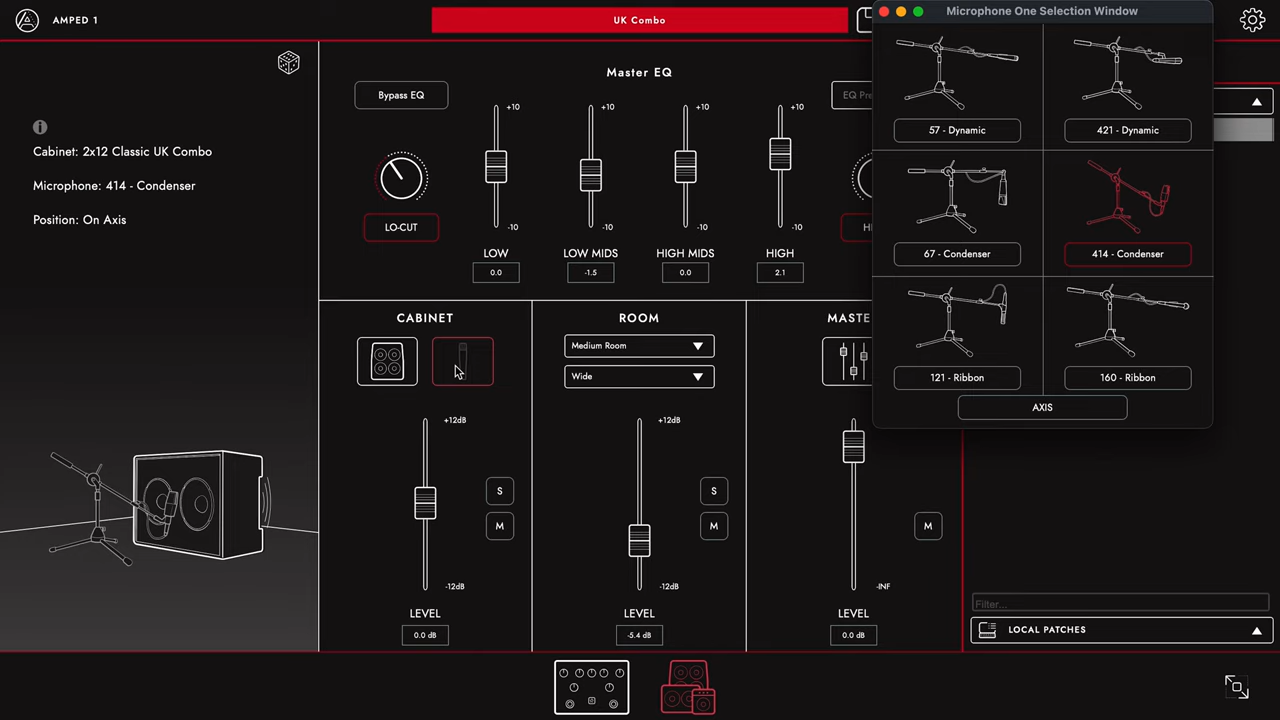 AMPED 1
UK Combo
Microphone One Selection Window
Master EQ
Bypass EQ
EQ Pre
+10
+10
+10
+10
-10
-10
-10
-10
LO-CUT
LOW
LOW MIDS
HIGH MIDS
HIGH
0.0
-1.5
0.0
2.1
Cabinet: 2x12 Classic UK Combo
Microphone: 414 - Condenser
Position: On Axis
57 - Dynamic
421 - Dynamic
67 - Condenser
414 - Condenser
121 - Ribbon
160 - Ribbon
AXIS
CABINET
ROOM
MASTE
Medium Room
Wide
+12dB
+12dB
S
S
M
M
M
-12dB
-12dB
-INF
LEVEL
LEVEL
LEVEL
0.0 dB
-5.4 dB
0.0 dB
Filter...
LOCAL PATCHES